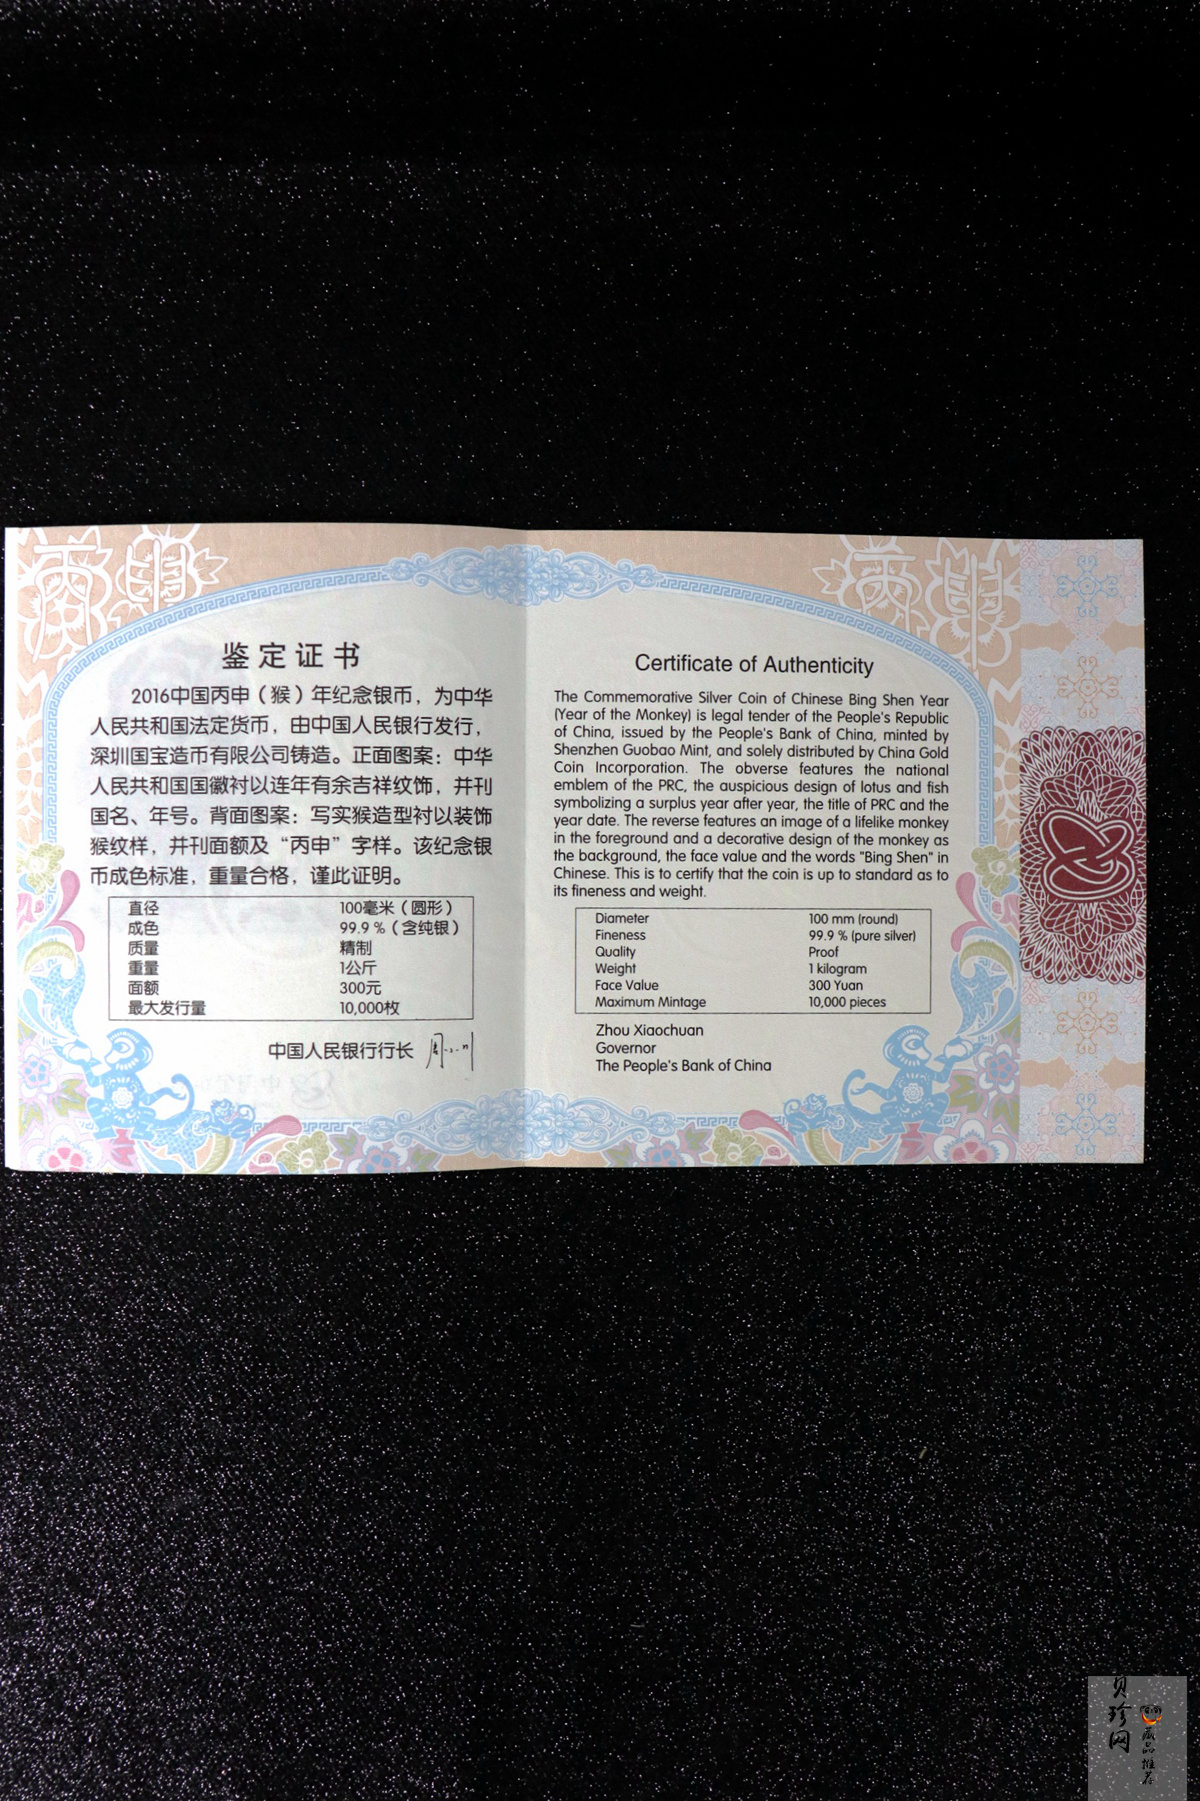 丙申
丙申
鉴定证书
2016中国丙申（猴）年纪念银币，为中华
人民共和国法定货币，由中国人民银行发行，
深圳国宝造币有限公司铸造。正面图案：中华
人民共和国国徽衬以连年有余吉祥纹饰，并刊
国名、年号。背面图案：写实猴造型衬以装饰
猴纹样，并刊面额及“丙申”字样。该纪念银
币成色标准，重量合格，谨此证明。
直径 100毫米（圆形）
成色 99.9％（含纯银）
质量 精制
重量 1公斤
面额 300元
最大发行量 10,000枚
中国人民银行行长
Certificate of Authenticity
The Commemorative Silver Coin of Chinese Bing Shen Year
(Year of the Monkey) is legal tender of the People's Republic
of China, issued by the People's Bank of China, minted by
Shenzhen Guobao Mint, and solely distributed by China Gold
Coin Incorporation. The obverse features the national
emblem of the PRC, the auspicious design of lotus and fish
symbolizing a surplus year after year, the title of PRC and the
year date. The reverse features an image of a lifelike monkey
in the foreground and a decorative design of the monkey as
the background, the face value and the words "Bing Shen" in
Chinese. This is to certify that the coin is up to standard as to
its fineness and weight.
Diameter 100 mm (round)
Fineness 99.9 % (pure silver)
Quality Proof
Weight 1 kilogram
Face Value 300 Yuan
Maximum Mintage 10,000 pieces
Zhou Xiaochuan
Governor
The People's Bank of China
贝珍网
藏品推荐